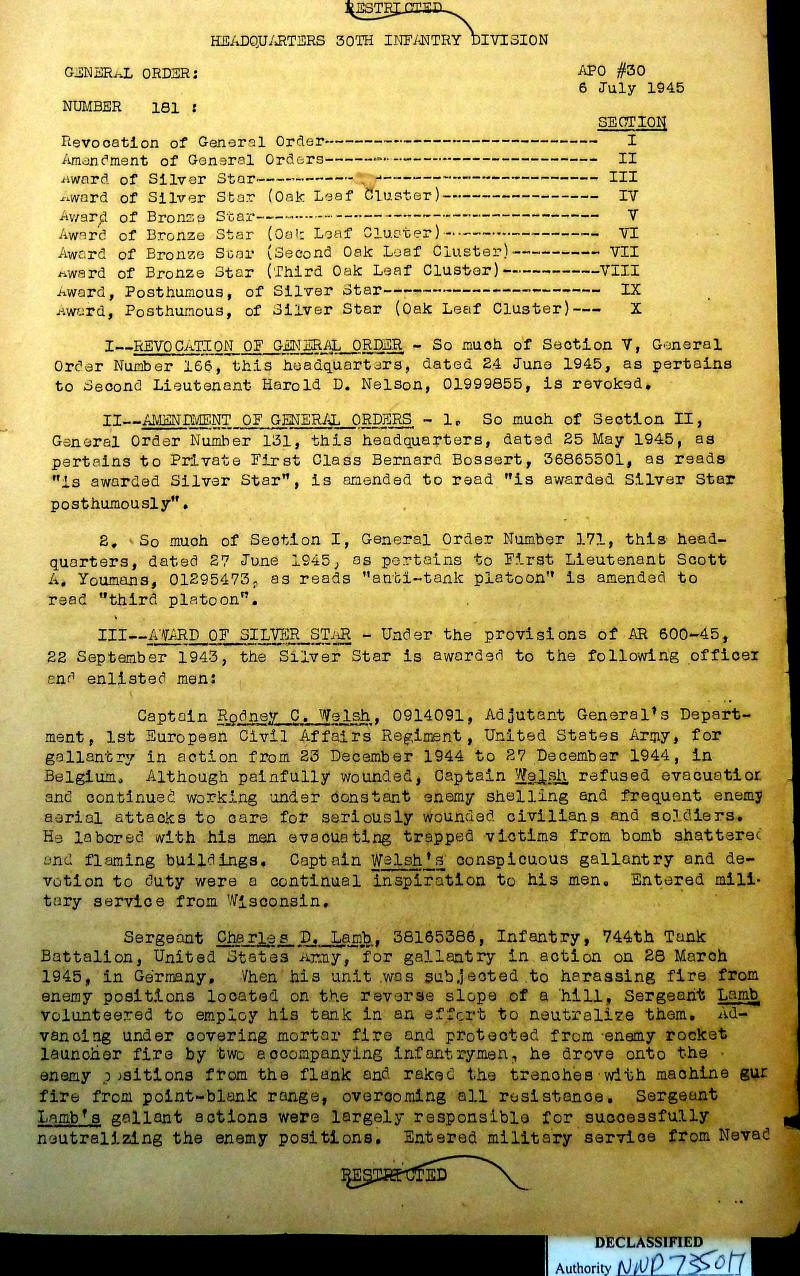 RESTRICTED
HEADQUARTERS 30TH INFANTRY DIVISION
GENERAL ORDER: APO #30
6 July 1945
NUMBER 181 :
SECTION
Revocation of General Order------------------------------ I
Amendment of General Orders------------------------------ II
Award of Silver Star------------------------------------- III
Award of Silver Star (Oak Leaf Cluster)----------------- IV
Award of Bronze Star------------------------------------- V
Award of Bronze Star (Oak Leaf Cluster)----------------- VI
Award of Bronze Star (Second Oak Leaf Cluster)---------- VII
Award of Bronze Star (Third Oak Leaf Cluster)-----------VIII
Award, Posthumous, of Silver Star----------------------- IX
Award, Posthumous, of Silver Star (Oak Leaf Cluster)--- X
I--REVOCATION OF GENERAL ORDER - So much of Section V, General
Order Number 166, this headquarters, dated 24 June 1945, as pertains
to Second Lieutenant Harold D. Nelson, 01999855, is revoked.
II--AMENDMENT OF GENERAL ORDERS - 1. So much of Section II,
General Order Number 131, this headquarters, dated 25 May 1945, as
pertains to Private First Class Bernard Bossert, 36865501, as reads
"is awarded Silver Star", is amended to read "is awarded Silver Star
posthumously".
2. So much of Section I, General Order Number 171, this head-
quarters, dated 27 June 1945, as pertains to First Lieutenant Scott
A. Youmans, 01295473, as reads "anti-tank platoon" is amended to
read "third platoon".
III--AWARD OF SILVER STAR - Under the provisions of AR 600-45,
22 September 1943, the Silver Star is awarded to the following officer
and enlisted men:
Captain Rodney C. Welsh, 0914091, Adjutant General's Depart-
ment, 1st European Civil Affairs Regiment, United States Army, for
gallantry in action from 23 December 1944 to 27 December 1944, in
Belgium. Although painfully wounded, Captain Welsh refused evacuation
and continued working under constant enemy shelling and frequent enemy
aerial attacks to care for seriously wounded civilians and soldiers.
He labored with his men evacuating trapped victims from bomb shattered
and flaming buildings. Captain Welsh's conspicuous gallantry and de-
votion to duty were a continual inspiration to his men. Entered mili-
tary service from Wisconsin.
Sergeant Charles D. Lamb, 38165386, Infantry, 744th Tank
Battalion, United States Army, for gallantry in action on 28 March
1945, in Germany. When his unit was subjected to harassing fire from
enemy positions located on the reverse slope of a hill, Sergeant Lamb
volunteered to employ his tank in an effort to neutralize them. Ad-
vancing under covering mortar fire and protected from enemy rocket
launcher fire by two accompanying infantrymen, he drove onto the
enemy positions from the flank and raked the trenches with machine gun
fire from point-blank range, overcoming all resistance. Sergeant
Lamb's gallant actions were largely responsible for successfully
neutralizing the enemy positions. Entered military service from Nevad
RESTRICTED
DECLASSIFIED
Authority NND 735017